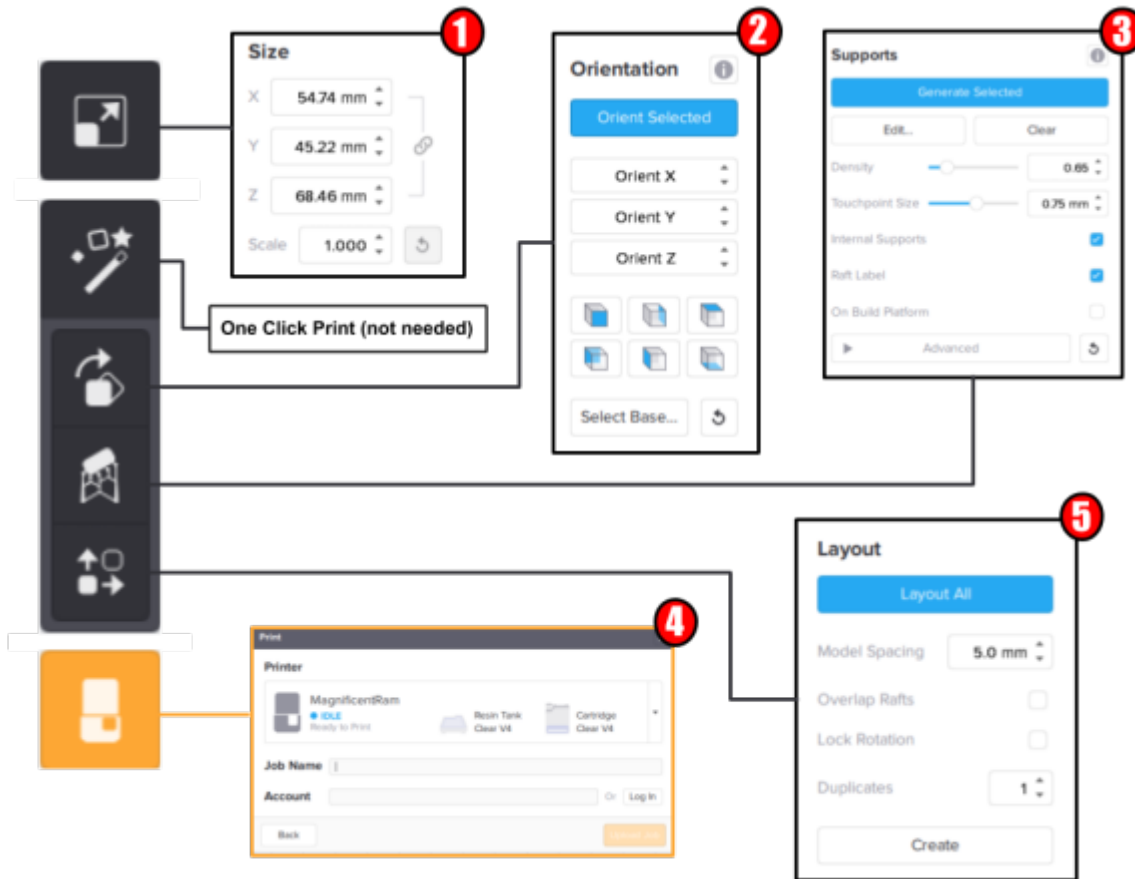 1
Size
X 54.74 mm
Y 45.22 mm
Z 68.46 mm
Scale 1.000
One Click Print (not needed)
2
Orientation
Orient Selected
Orient X
Orient Y
Orient Z
Select Base...
3
Supports
Generate Selected
Edit... Clear
Density 0.65
Touchpoint Size 0.75 mm
Internal Supports
Raft Label
On Build Platform
Advanced
4
Print
Printer
MagnificentRam
IDLE
Ready to Print
Resin Tank
Clear V4
Cartridge
Clear V4
Job Name
Account Or Log In
Back Upload Job
5
Layout
Layout All
Model Spacing 5.0 mm
Overlap Rafts
Lock Rotation
Duplicates 1
Create